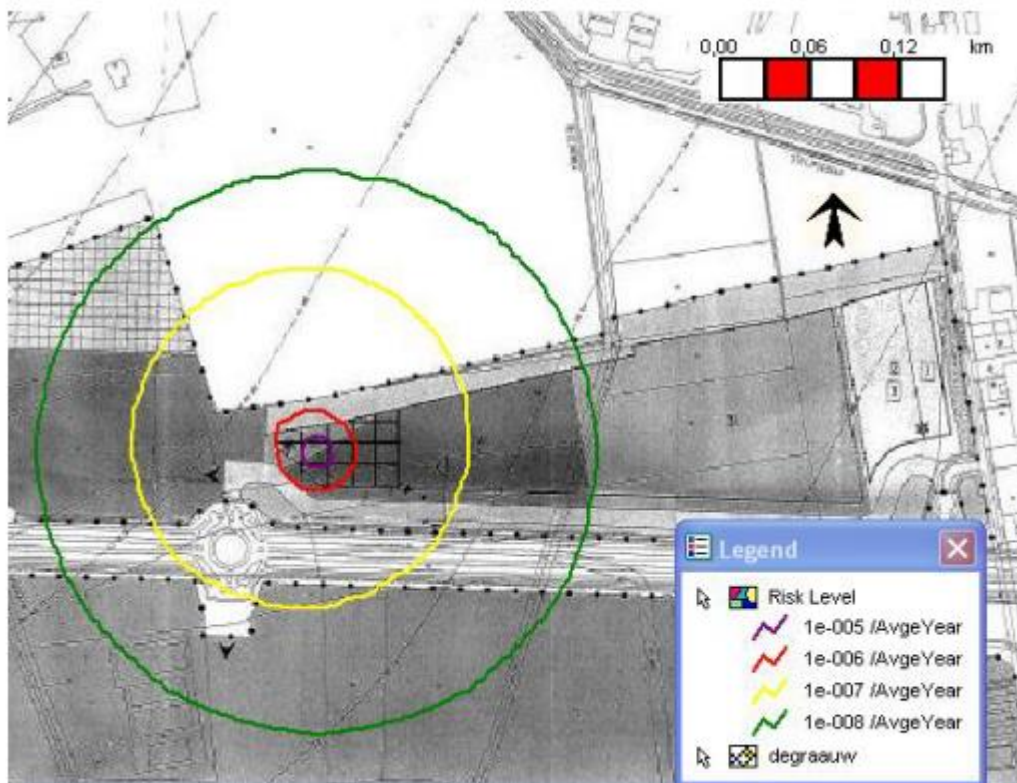 0,00 0,06 0,12 km
Legend
Risk Level
1e-005 /AvgeYear
1e-006 /AvgeYear
1e-007 /AvgeYear
1e-008 /AvgeYear
degraauw